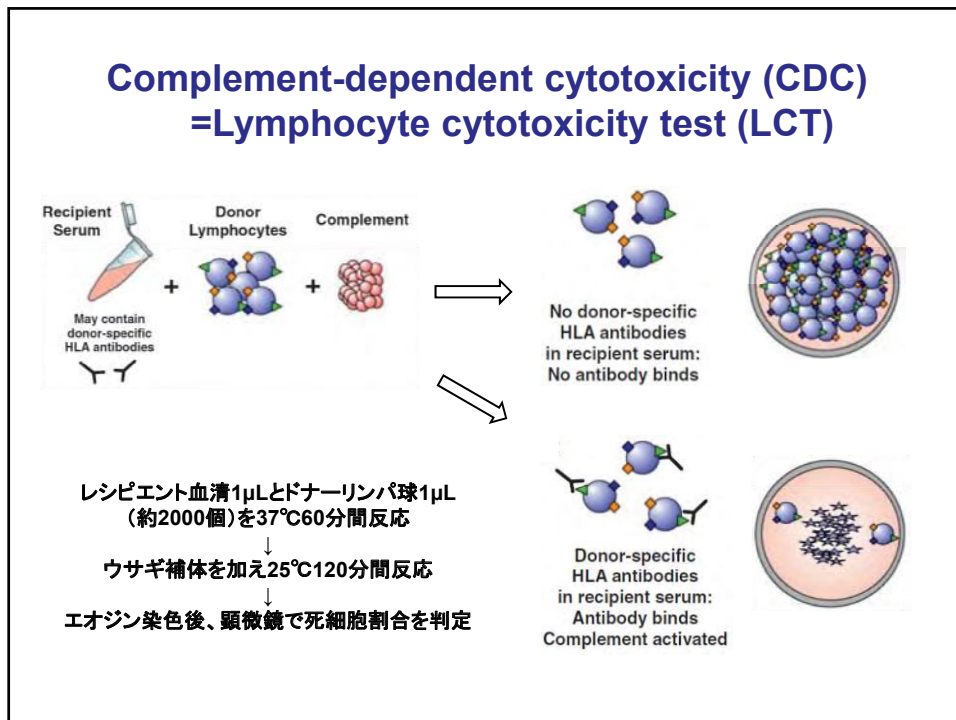 Complement-dependent cytotoxicity (CDC)
=Lymphocyte cytotoxicity test (LCT)
Recipient
Serum
Donor
Lymphocytes
Complement
+
+
May contain
donor-specific
HLA antibodies
No donor-specific
HLA antibodies
in recipient serum:
No antibody binds
レシピエント血清1μLとドナーリンパ球1μL
（約2000個）を37℃60分間反応
↓
ウサギ補体を加え25℃120分間反応
↓
エオジン染色後、顕微鏡で死細胞割合を判定
Donor-specific
HLA antibodies
in recipient serum:
Antibody binds
Complement activated